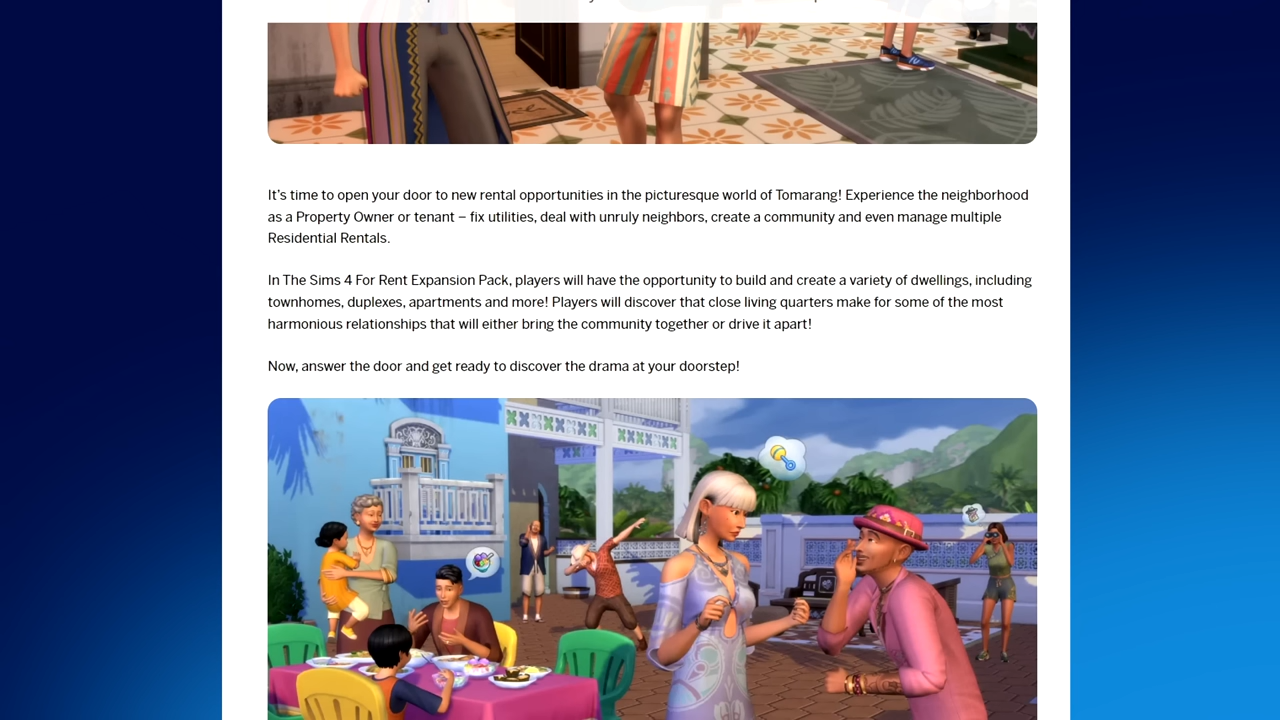 It's time to open your door to new rental opportunities in the picturesque world of Tomarang! Experience the neighborhood
as a Property Owner or tenant – fix utilities, deal with unruly neighbors, create a community and even manage multiple
Residential Rentals.
In The Sims 4 For Rent Expansion Pack, players will have the opportunity to build and create a variety of dwellings, including
townhomes, duplexes, apartments and more! Players will discover that close living quarters make for some of the most
harmonious relationships that will either bring the community together or drive it apart!
Now, answer the door and get ready to discover the drama at your doorstep!